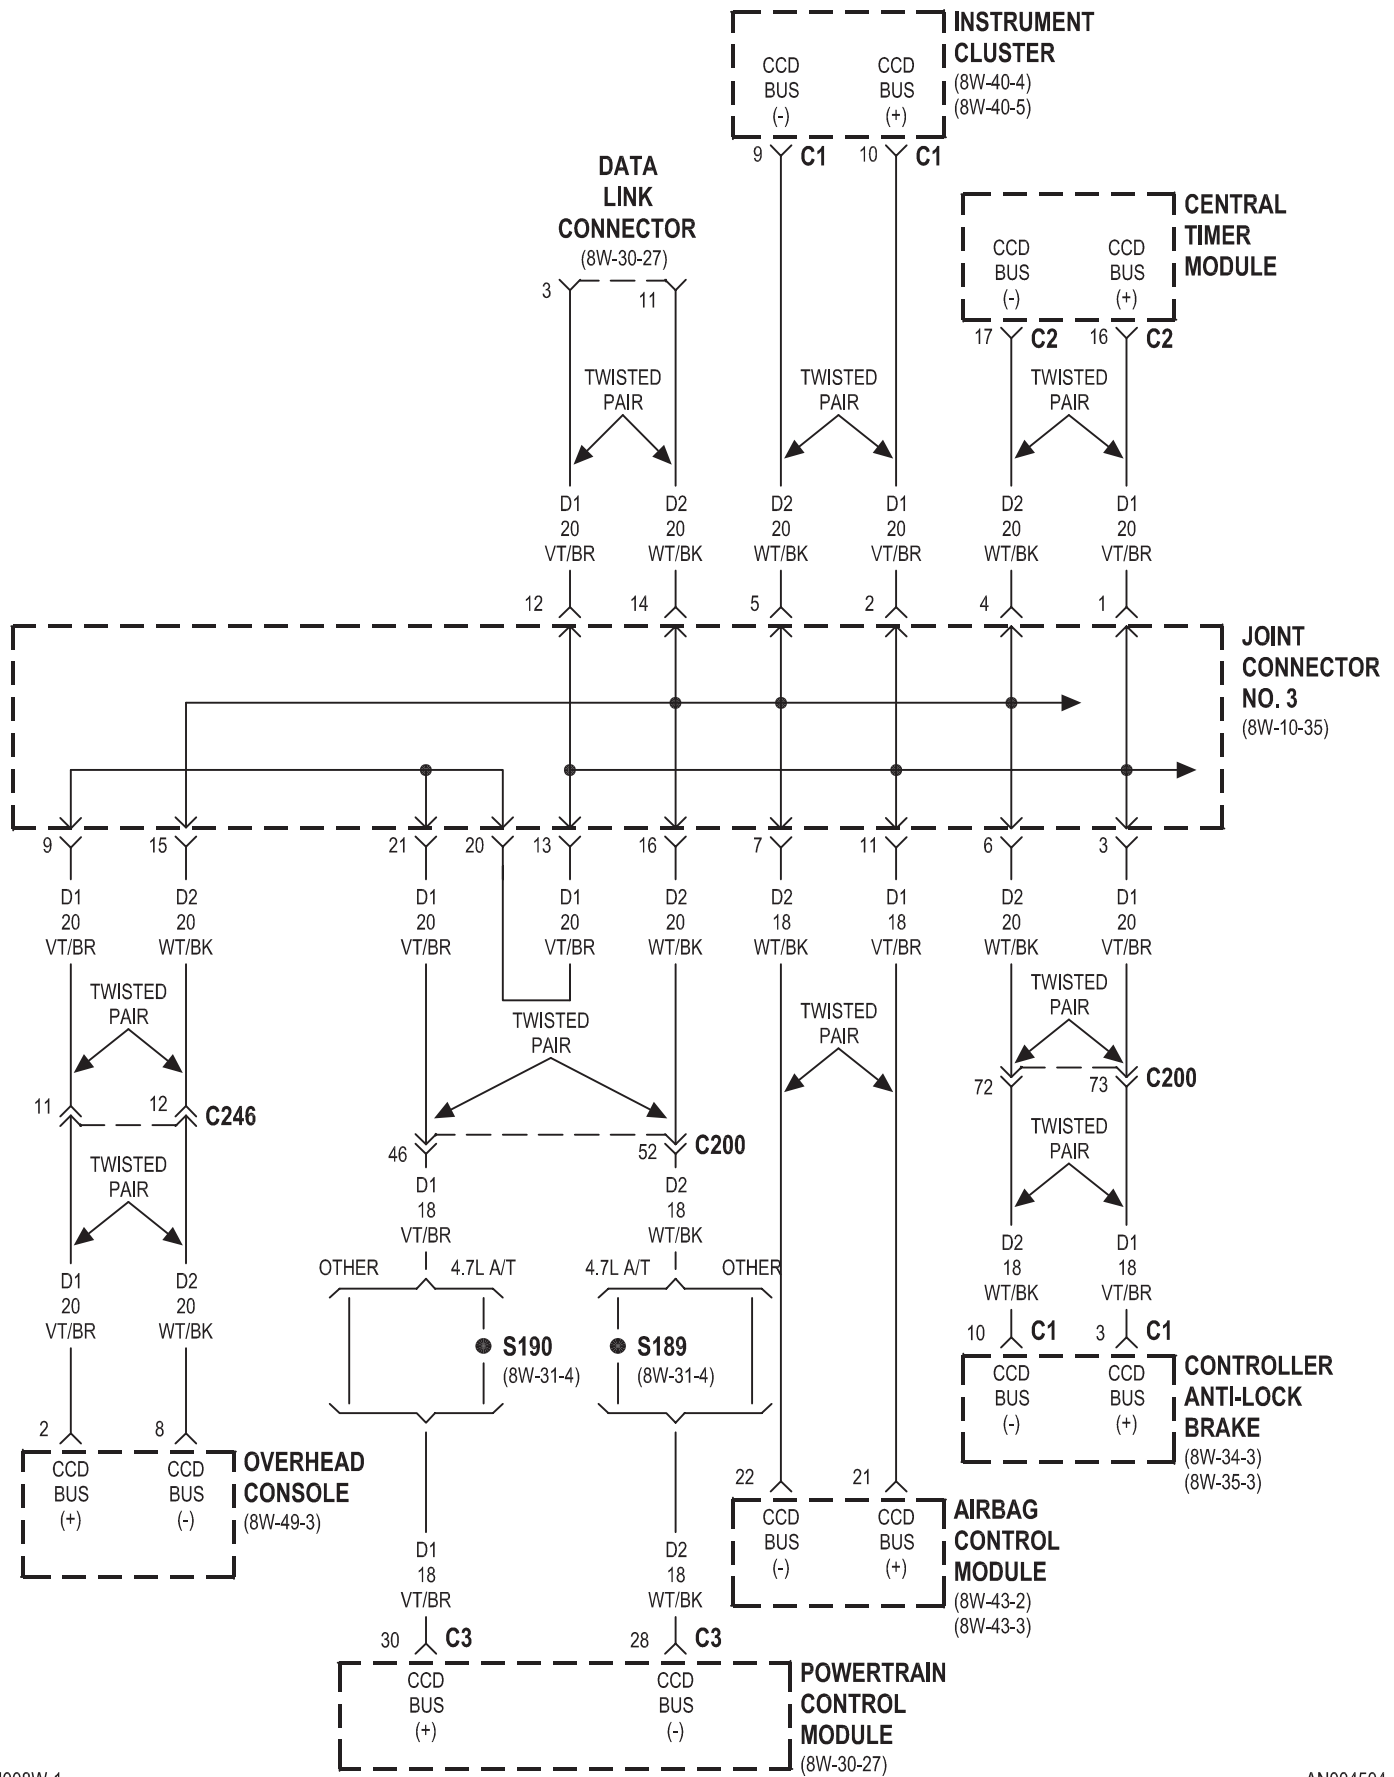 INSTRUMENT
CLUSTER
(8W-40-4)
(8W-40-5)
CCD
BUS
(-)
CCD
BUS
(+)
9
C1
10
C1
DATA
LINK
CONNECTOR
(8W-30-27)
3
11
CENTRAL
TIMER
MODULE
CCD
BUS
(-)
CCD
BUS
(+)
17
C2
16
C2
TWISTED
PAIR
TWISTED
PAIR
TWISTED
PAIR
D1
20
VT/BR
D2
20
WT/BK
D2
20
WT/BK
D1
20
VT/BR
D2
20
WT/BK
D1
20
VT/BR
12
14
5
2
4
1
JOINT
CONNECTOR
NO. 3
(8W-10-35)
9
15
21
20
13
16
7
11
6
3
D1
20
VT/BR
D2
20
WT/BK
D1
20
VT/BR
D1
20
VT/BR
D2
20
WT/BK
D2
18
WT/BK
D1
18
VT/BR
D2
20
WT/BK
D1
20
VT/BR
TWISTED
PAIR
TWISTED
PAIR
TWISTED
PAIR
TWISTED
PAIR
11
12
C246
46
52
C200
72
73
C200
TWISTED
PAIR
TWISTED
PAIR
D1
18
VT/BR
D2
18
WT/BK
OTHER
4.7L A/T
4.7L A/T
OTHER
S190
(8W-31-4)
S189
(8W-31-4)
D1
20
VT/BR
D2
20
WT/BK
D2
18
WT/BK
D1
18
VT/BR
10
C1
3
C1
CCD
BUS
(-)
CCD
BUS
(+)
CONTROLLER
ANTI-LOCK
BRAKE
(8W-34-3)
(8W-35-3)
2
8
CCD
BUS
(+)
CCD
BUS
(-)
OVERHEAD
CONSOLE
(8W-49-3)
22
21
CCD
BUS
(-)
CCD
BUS
(+)
AIRBAG
CONTROL
MODULE
(8W-43-2)
(8W-43-3)
D1
18
VT/BR
D2
18
WT/BK
30
C3
28
C3
CCD
BUS
(+)
CCD
BUS
(-)
POWERTRAIN
CONTROL
MODULE
(8W-30-27)